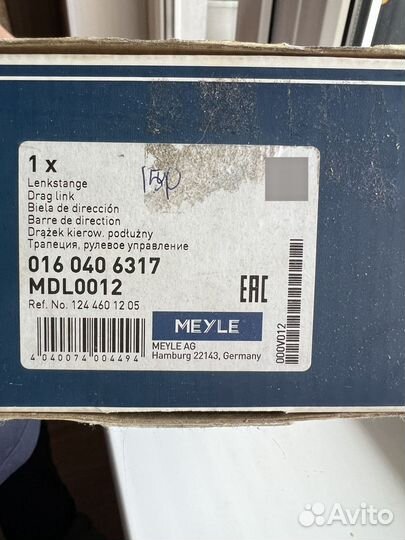 1 x
Lenkstange
Drag link
Biela de dirección
Barre de direction
Drążek kierow. podłużny
Трапеция, рулевое управление
016 040 6317
MDL0012
Ref. No. 124 460 12 05
EAC
MEYLE
MEYLE AG
Hamburg 22143, Germany
4 040074 004494
000V012
Avito